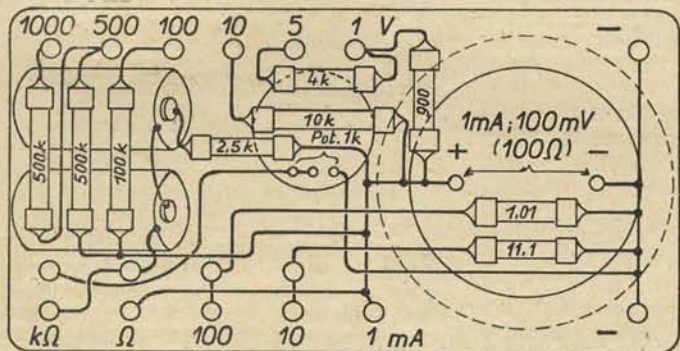 1000 500 100 10 5 1 V −
4k
900
10k
1mA; 100mV
(100Ω)
Pot. 1k
2,5k
+ −
500k 500k 100k
1.01
11.1
kΩ Ω 100 10 1 mA −